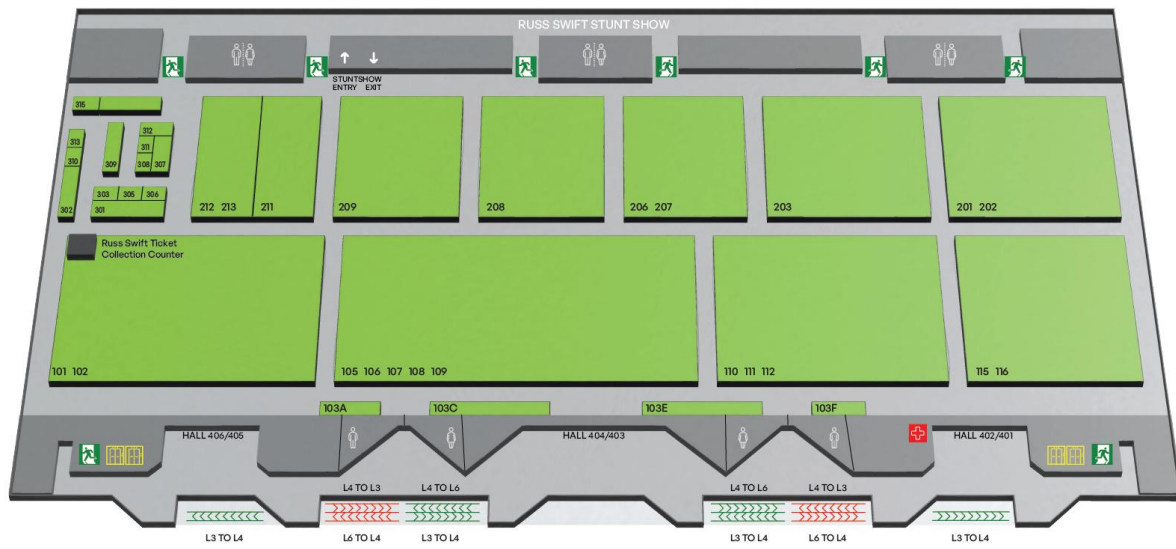 RUSS SWIFT STUNT SHOW
STUNTSHOW
ENTRY EXIT
315
313
310
302
309
312
311
308 307
303 305 306
301
212 213
211
209
208
206 207
203
201 202
Russ Swift Ticket
Collection Counter
101 102
105 106 107 108 109
110 111 112
115 116
103A
103C
103E
103F
HALL 406/405
HALL 404/403
HALL 402/401
L4 TO L3
L4 TO L6
L4 TO L6
L4 TO L3
L3 TO L4
L6 TO L4
L3 TO L4
L3 TO L4
L6 TO L4
L3 TO L4